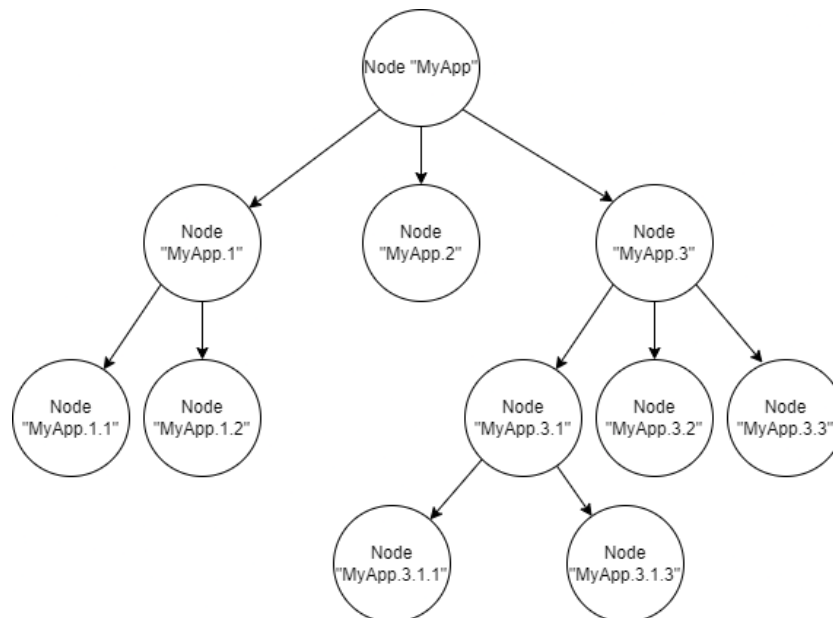 Node "MyApp"
Node
"MyApp.1"
Node
"MyApp.2"
Node
"MyApp.3"
Node
"MyApp.1.1"
Node
"MyApp.1.2"
Node
"MyApp.3.1"
Node
"MyApp.3.2"
Node
"MyApp.3.3"
Node
"MyApp.3.1.1"
Node
"MyApp.3.1.3"